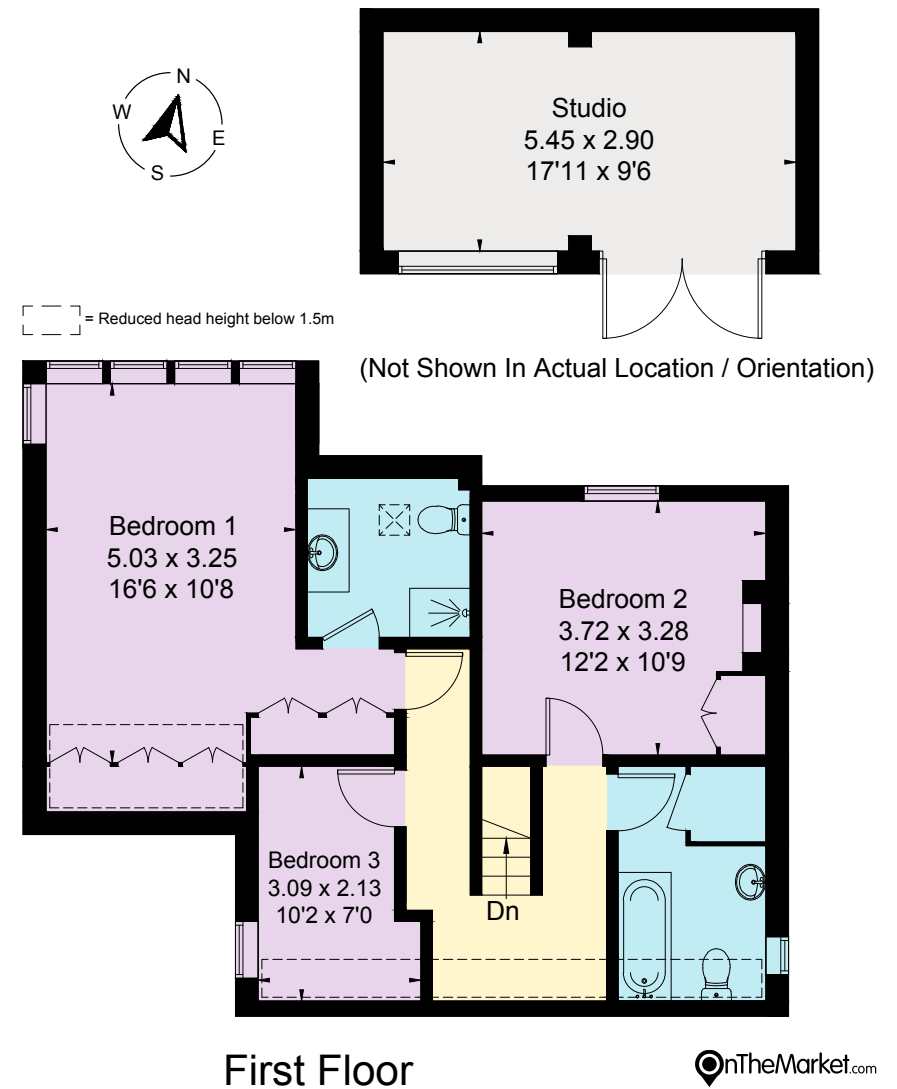 N
W
E
S
Studio
5.45 x 2.90
17'11 x 9'6
= Reduced head height below 1.5m
(Not Shown In Actual Location / Orientation)
Bedroom 1
5.03 x 3.25
16'6 x 10'8
Bedroom 2
3.72 x 3.28
12'2 x 10'9
Bedroom 3
3.09 x 2.13
10'2 x 7'0
Dn
First Floor
OnTheMarket.com